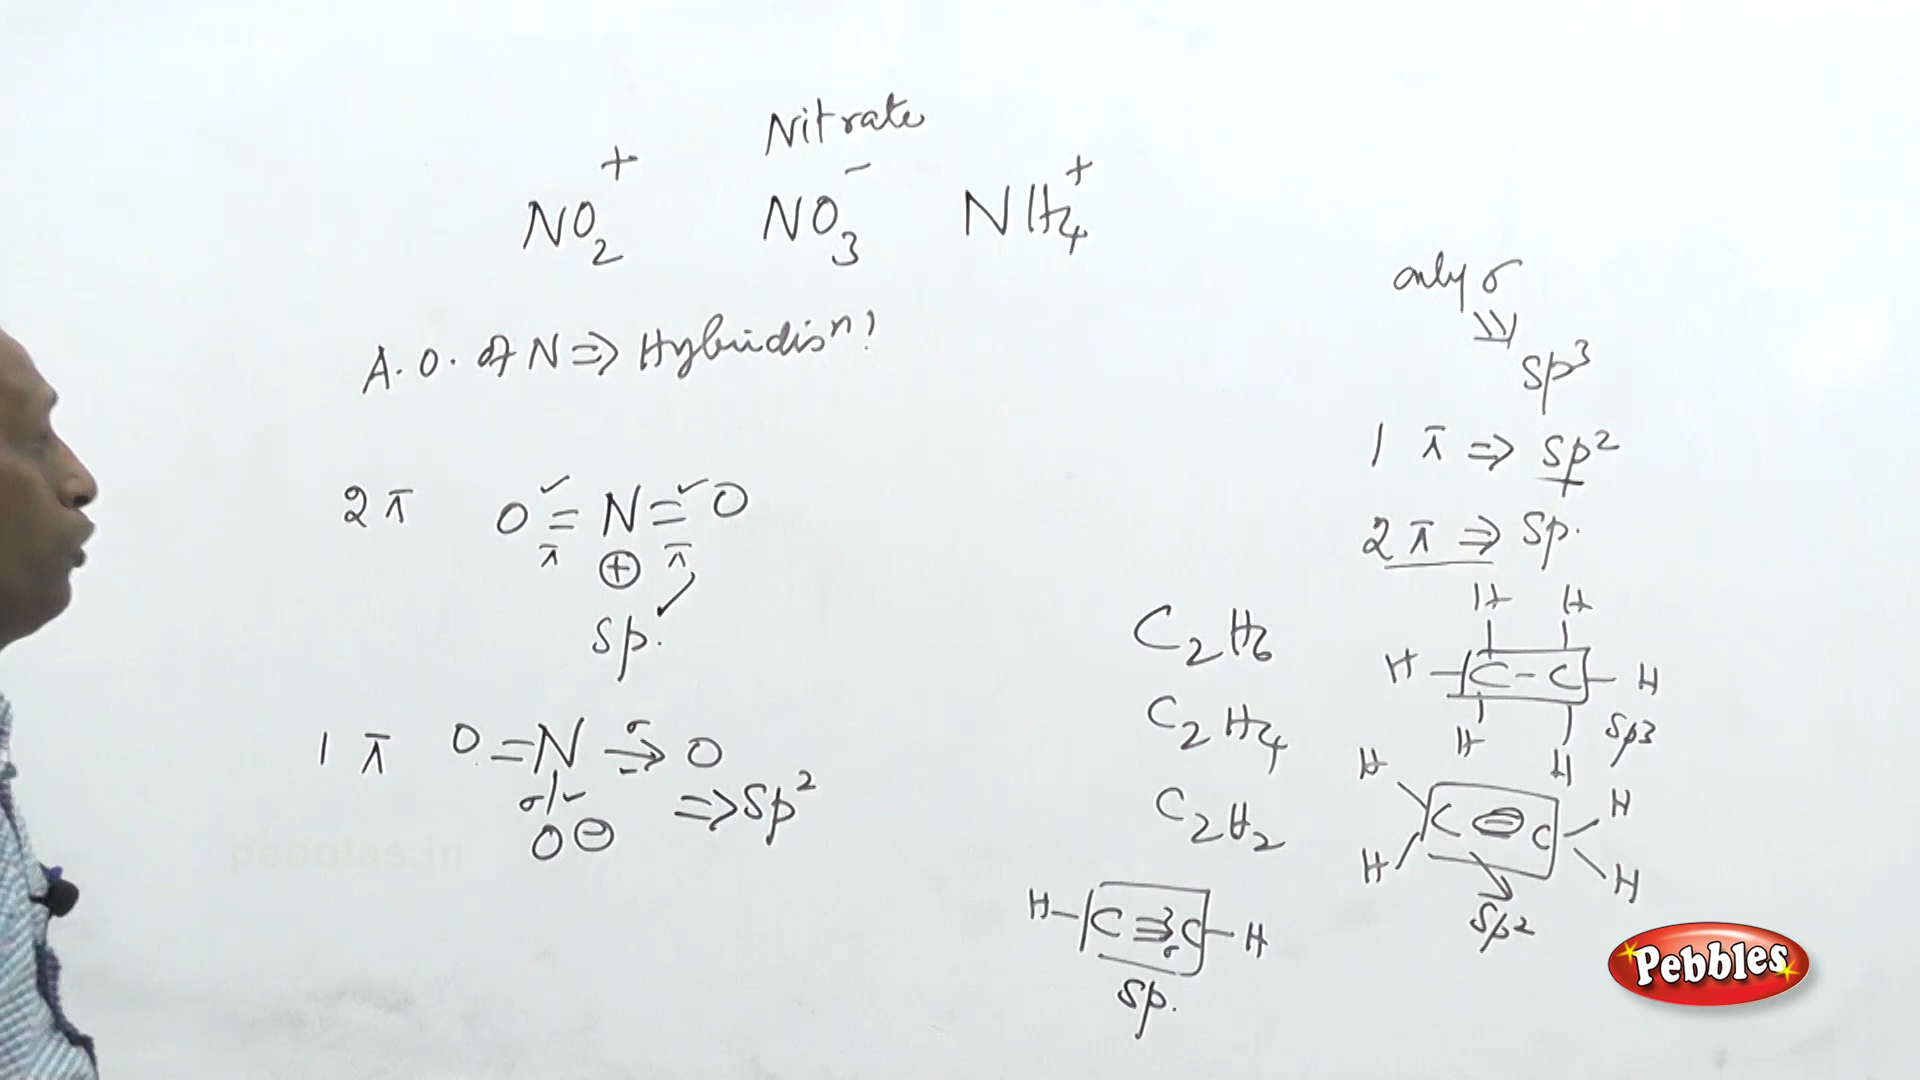 Nitrate
NO2+ NO3− NH4+
A.O. of N ⇒ Hybridisn?
2π O=N=O
π ⊕ π
sp.
1 π O=N→O
σ
σ
O⊖ ⇒ sp2
only σ
⇓
sp3
1 π ⇒ sp2
2 π ⇒ sp.
C2H6
C2H4
C2H2
H H
H–C–C–H
H H
sp3
H H
C=C
H H
sp2
H–C≡C–H
sp.
pebbles.in
Pebbles